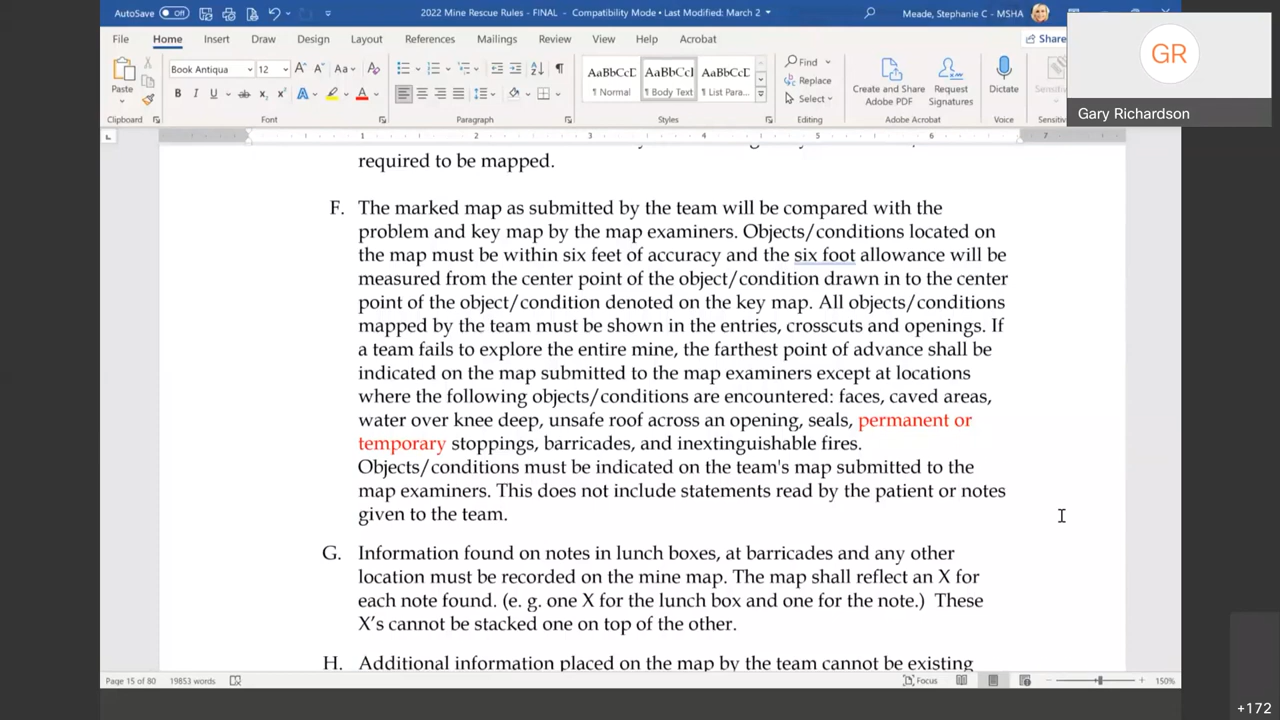 AutoSave Off 2022 Mine Rescue Rules - FINAL - Compatibility Mode • Last Modified: March 2 Meade, Stephanie C - MSHA
File Home Insert Draw Design Layout References Mailings Review View Help Acrobat Share
Paste Book Antiqua 12 Aa Find Replace Select
AaBbCcD AaBbCcI AaBbCcD
¶ Normal ¶ Body Text ¶ List Para...
Create and Share Adobe PDF Request Signatures Dictate
Clipboard Font Paragraph Styles Editing Adobe Acrobat Voice
GR
Gary Richardson
1 2 3 4 5 6 7
required to be mapped.
F. The marked map as submitted by the team will be compared with the
problem and key map by the map examiners. Objects/conditions located on
the map must be within six feet of accuracy and the six foot allowance will be
measured from the center point of the object/condition drawn in to the center
point of the object/condition denoted on the key map. All objects/conditions
mapped by the team must be shown in the entries, crosscuts and openings. If
a team fails to explore the entire mine, the farthest point of advance shall be
indicated on the map submitted to the map examiners except at locations
where the following objects/conditions are encountered: faces, caved areas,
water over knee deep, unsafe roof across an opening, seals, permanent or
temporary stoppings, barricades, and inextinguishable fires.
Objects/conditions must be indicated on the team's map submitted to the
map examiners. This does not include statements read by the patient or notes
given to the team.
G. Information found on notes in lunch boxes, at barricades and any other
location must be recorded on the mine map. The map shall reflect an X for
each note found. (e. g. one X for the lunch box and one for the note.) These
X's cannot be stacked one on top of the other.
H. Additional information placed on the map by the team cannot be existing
Page 15 of 80 19853 words Focus 150%
+172